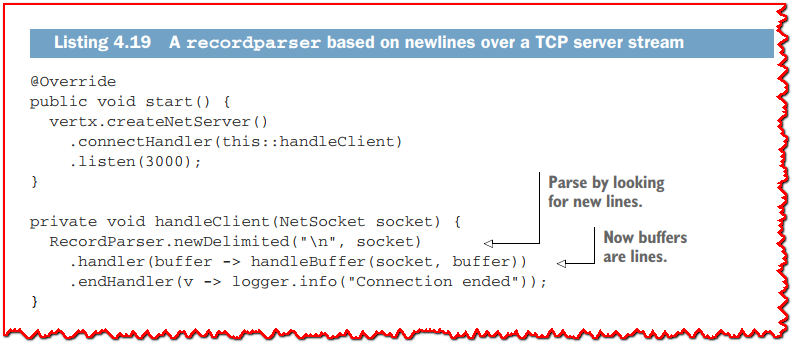 Listing 4.19 A recordparser based on newlines over a TCP server stream
@Override
public void start() {
  vertx.createNetServer()
    .connectHandler(this::handleClient)
    .listen(3000);
}
Parse by looking
for new lines.
private void handleClient(NetSocket socket) {
  RecordParser.newDelimited("\n", socket)
Now buffers
are lines.
    .handler(buffer -> handleBuffer(socket, buffer))
    .endHandler(v -> logger.info("Connection ended"));
}